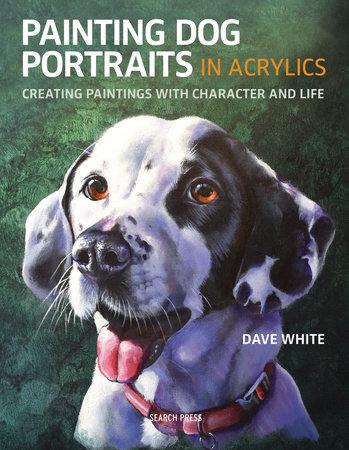 PAINTING DOG
PORTRAITS IN ACRYLICS
CREATING PAINTINGS WITH CHARACTER AND LIFE
DAVE WHITE
SEARCH PRESS